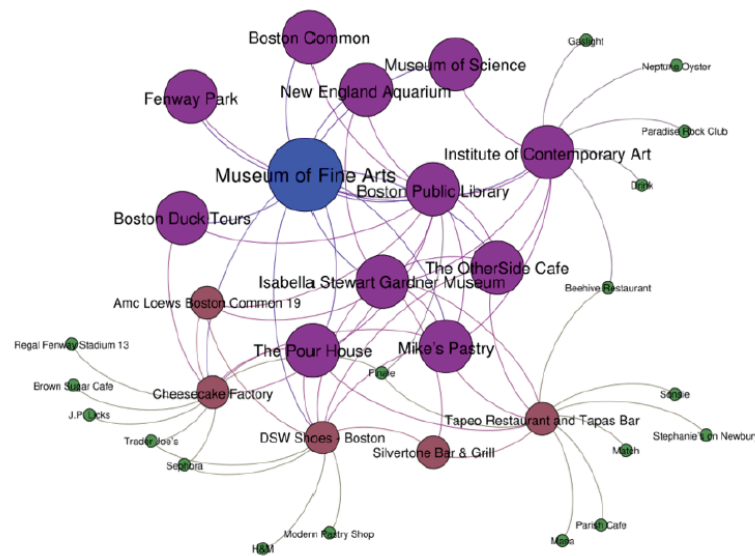 Boston Common
Gaslight
Museum of Science
Neptune Oyster
New England Aquarium
Fenway Park
Paradise Rock Club
Institute of Contemporary Art
Museum of Fine Arts
Drink
Boston Public Library
Boston Duck Tours
The OtherSide Cafe
Isabella Stewart Gardner Museum
Beehive Restaurant
Amc Loews Boston Common 19
Regal Fenway Stadium 13
The Pour House
Mike's Pastry
Finale
Brown Sugar Cafe
Cheesecake Factory
Sonsie
J.P. Licks
Tapeo Restaurant and Tapas Bar
Stephanie's on Newbury
Trader Joe's
DSW Shoes - Boston
Match
Silvertone Bar & Grill
Sephora
Parish Cafe
Modern Pastry Shop
H&M